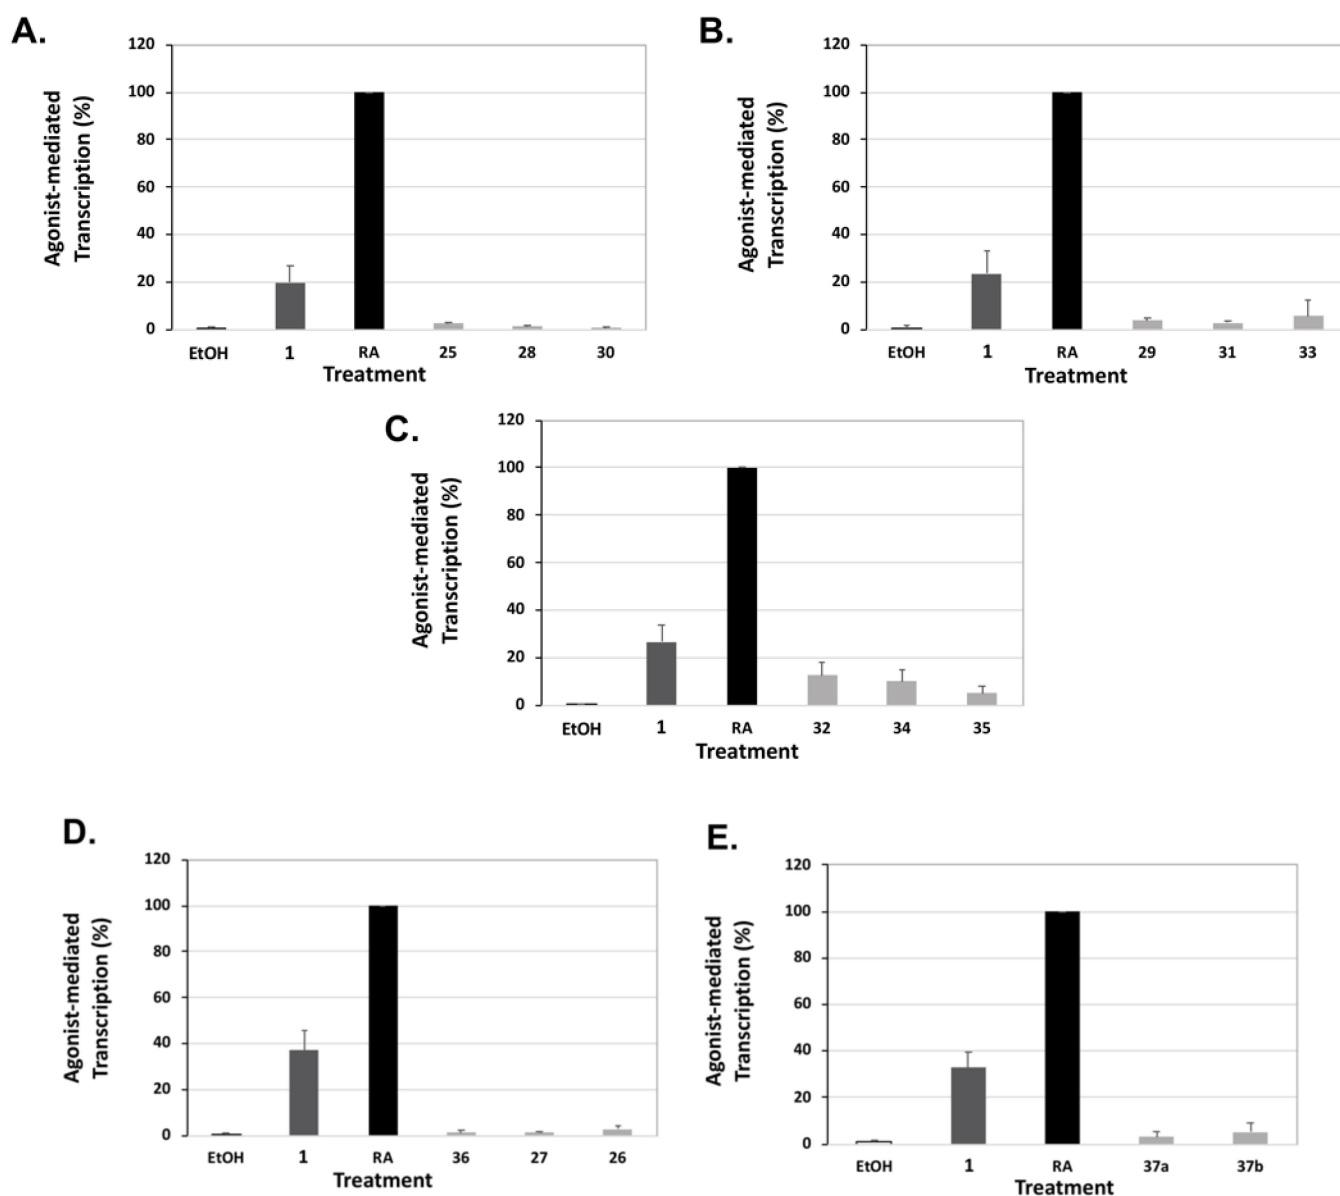 A.
Agonist-mediated
Transcription (%)
120
100
80
60
40
20
0
EtOH 1 RA 25 28 30
Treatment
B.
Agonist-mediated
Transcription (%)
120
100
80
60
40
20
0
EtOH 1 RA 29 31 33
Treatment
C.
Agonist-mediated
Transcription (%)
120
100
80
60
40
20
0
EtOH 1 RA 32 34 35
Treatment
D.
Agonist-mediated
Transcription (%)
120
100
80
60
40
20
0
EtOH 1 RA 36 27 26
Treatment
E.
Agonist-mediated
Transcription (%)
120
100
80
60
40
20
0
EtOH 1 RA 37a 37b
Treatment